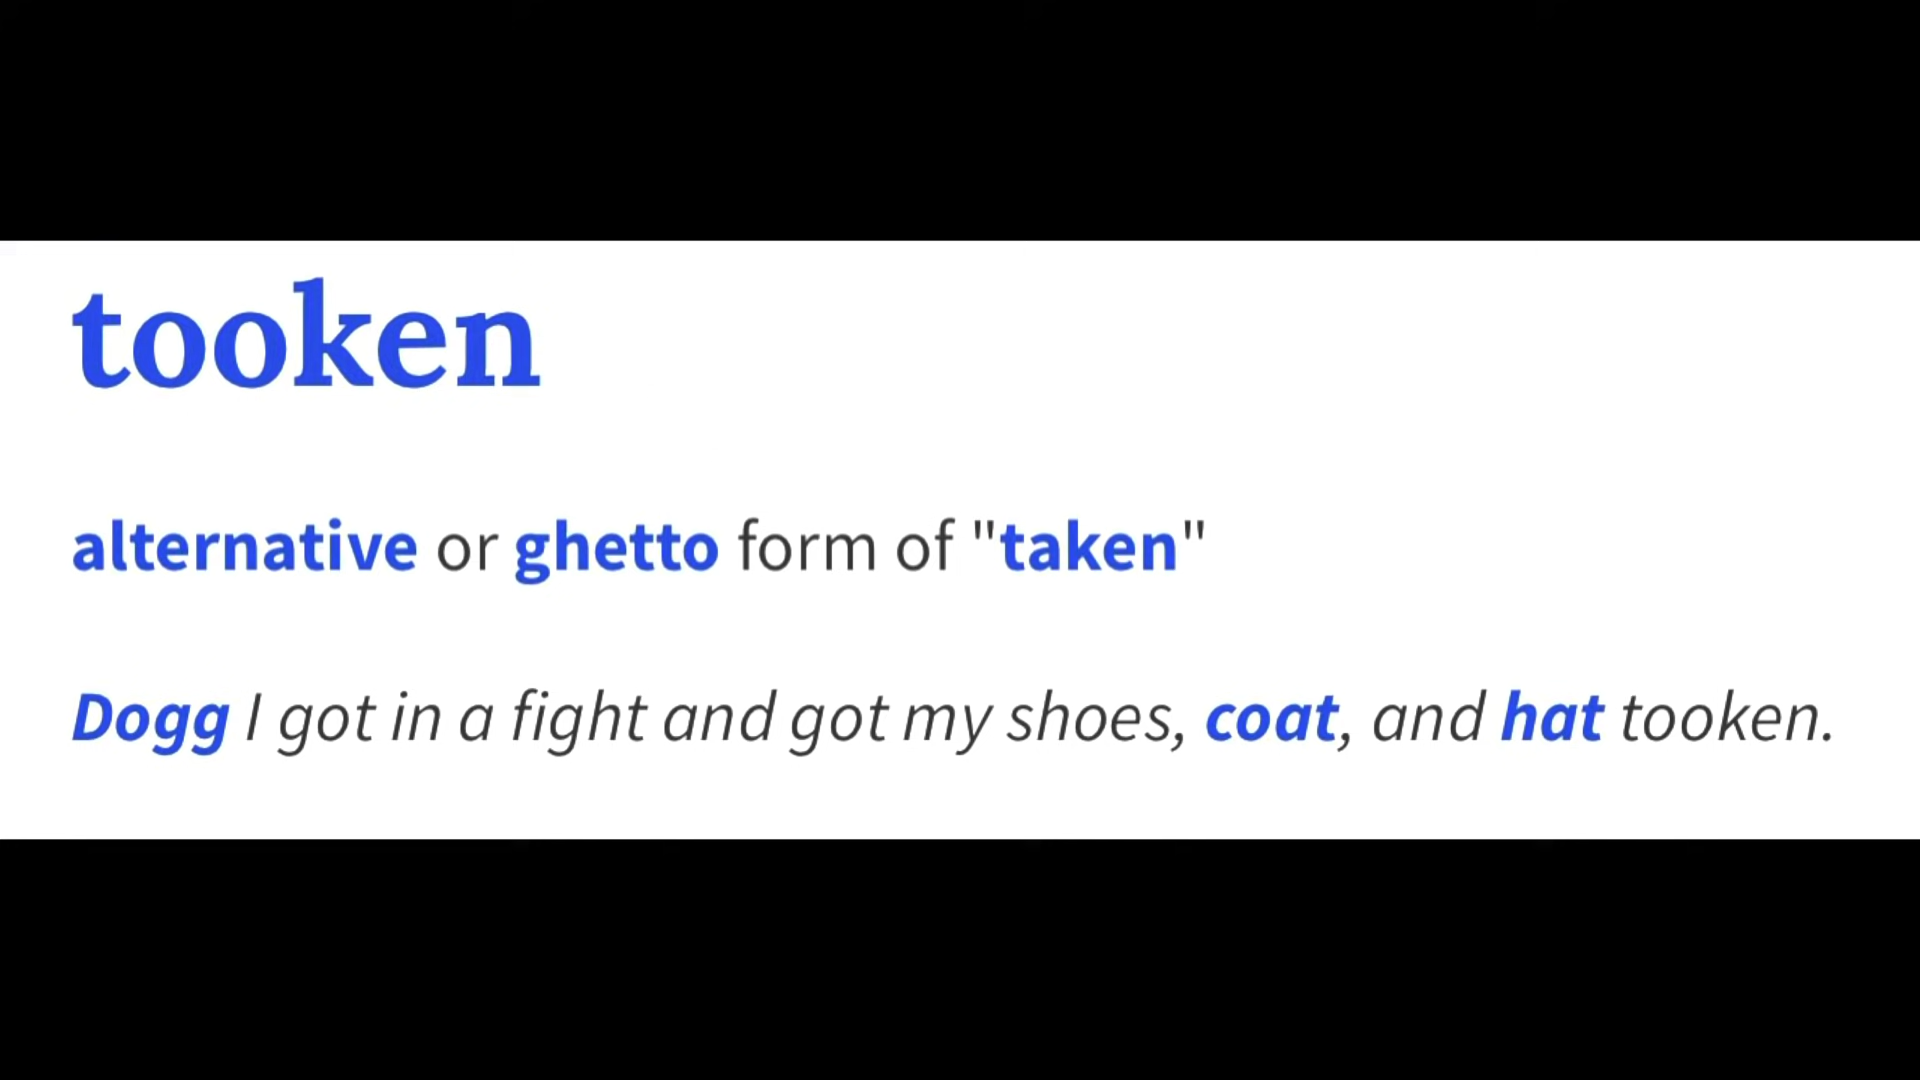 tooken
alternative or ghetto form of "taken"
Dogg I got in a fight and got my shoes, coat, and hat tooken.